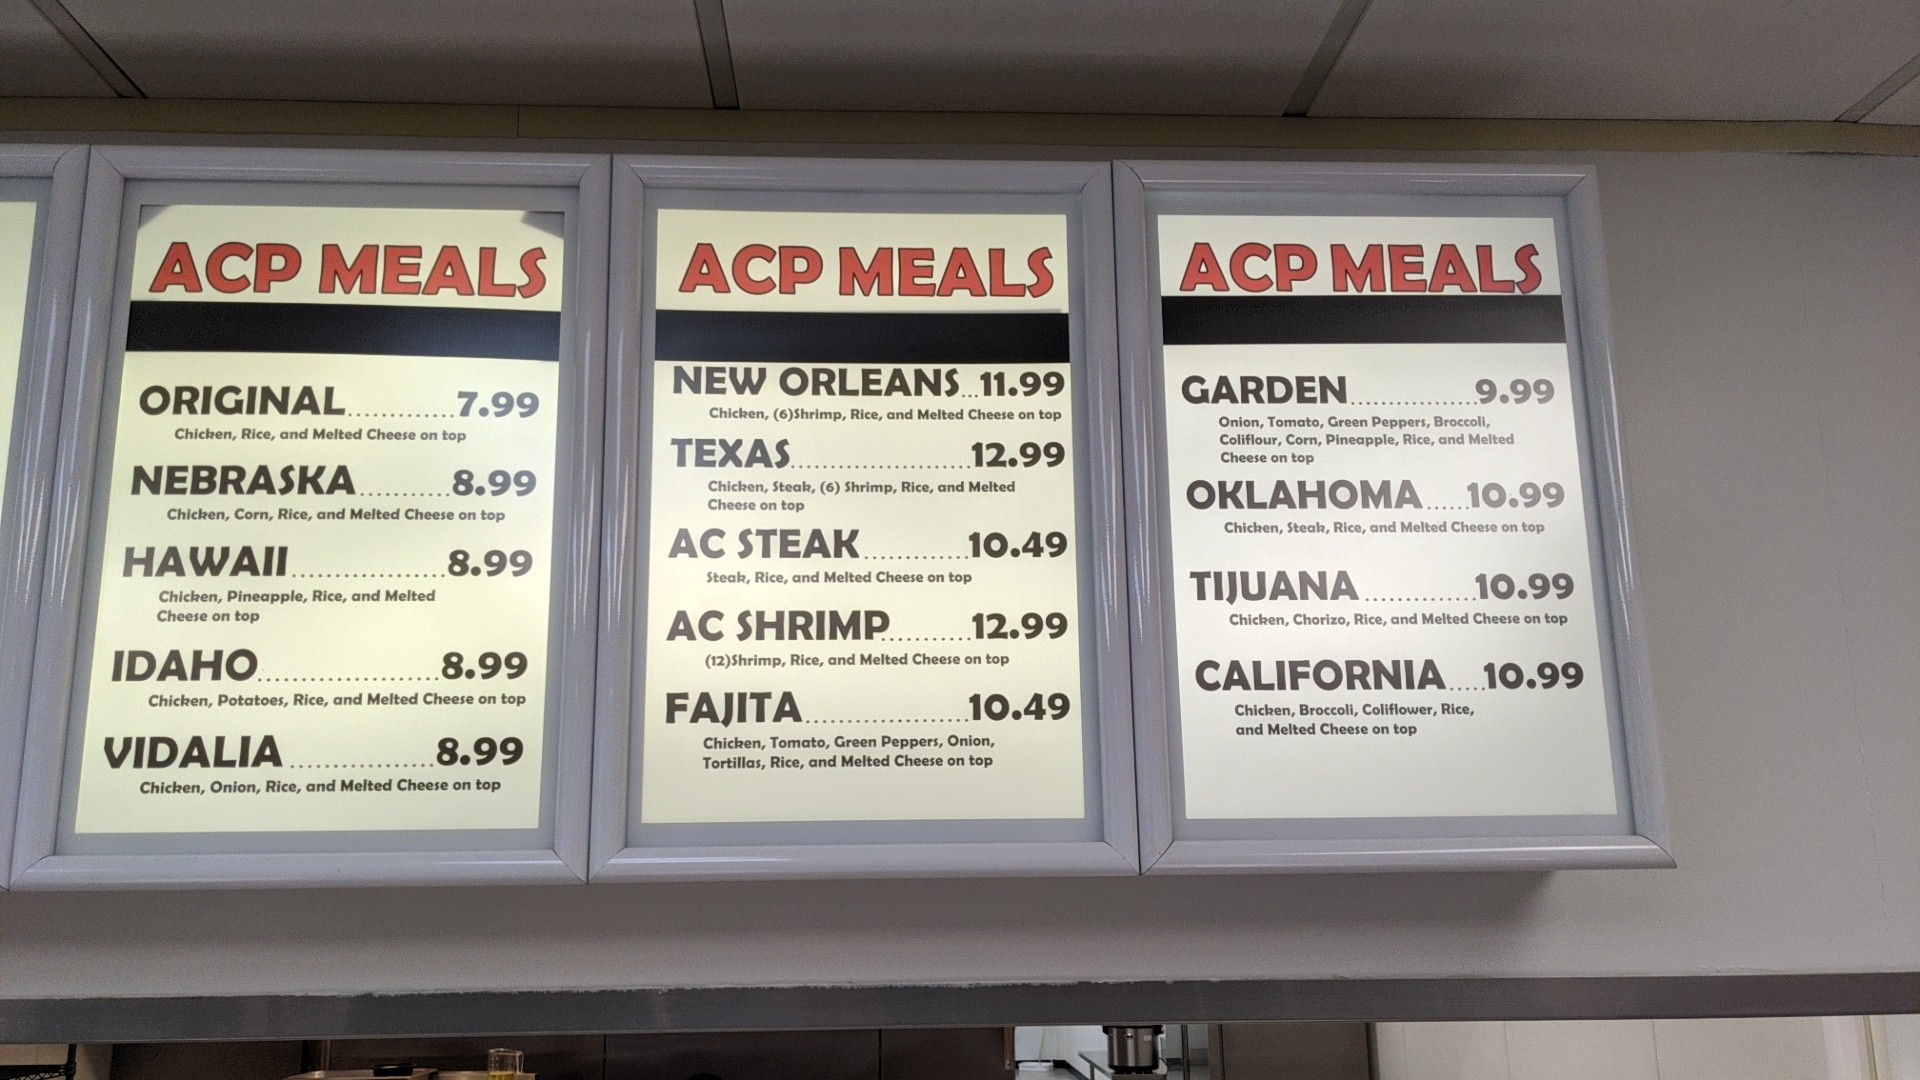 ACP MEALS
ORIGINAL............7.99
Chicken, Rice, and Melted Cheese on top
NEBRASKA..........8.99
Chicken, Corn, Rice, and Melted Cheese on top
HAWAII.................8.99
Chicken, Pineapple, Rice, and Melted
Cheese on top
IDAHO....................8.99
Chicken, Potatoes, Rice, and Melted Cheese on top
VIDALIA ................8.99
Chicken, Onion, Rice, and Melted Cheese on top
ACP MEALS
NEW ORLEANS...11.99
Chicken, (6)Shrimp, Rice, and Melted Cheese on top
TEXAS.......................12.99
Chicken, Steak, (6) Shrimp, Rice, and Melted
Cheese on top
AC STEAK............10.49
Steak, Rice, and Melted Cheese on top
AC SHRIMP..........12.99
(12)Shrimp, Rice, and Melted Cheese on top
FAJITA..................10.49
Chicken, Tomato, Green Peppers, Onion,
Tortillas, Rice, and Melted Cheese on top
ACP MEALS
GARDEN................9.99
Onion, Tomato, Green Peppers, Broccoli,
Coliflour, Corn, Pineapple, Rice, and Melted
Cheese on top
OKLAHOMA......10.99
Chicken, Steak, Rice, and Melted Cheese on top
TIJUANA ..............10.99
Chicken, Chorizo, Rice, and Melted Cheese on top
CALIFORNIA.....10.99
Chicken, Broccoli, Coliflower, Rice,
and Melted Cheese on top